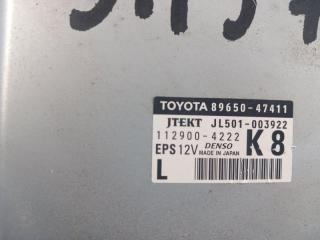 TOYOTA 89650-47411
JTEKT JL501-003922
112900-4222 K8
EPS 12V DENSO MADE IN JAPAN
L